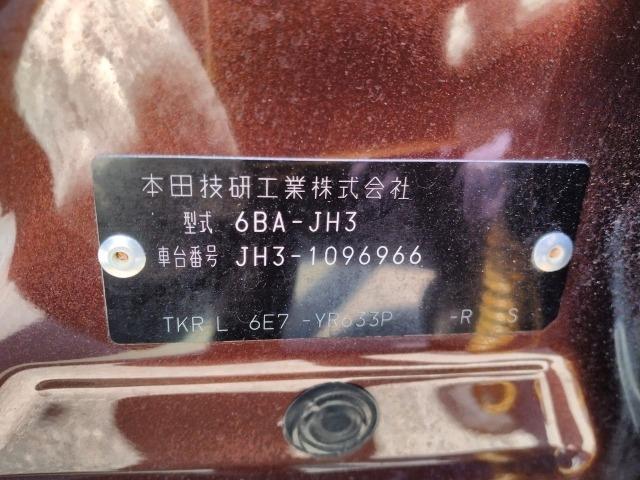 本田技研工業株式会社
型式 6BA-JH3
車台番号 JH3-1096966
TKR L 6E7 -YR633P -R S